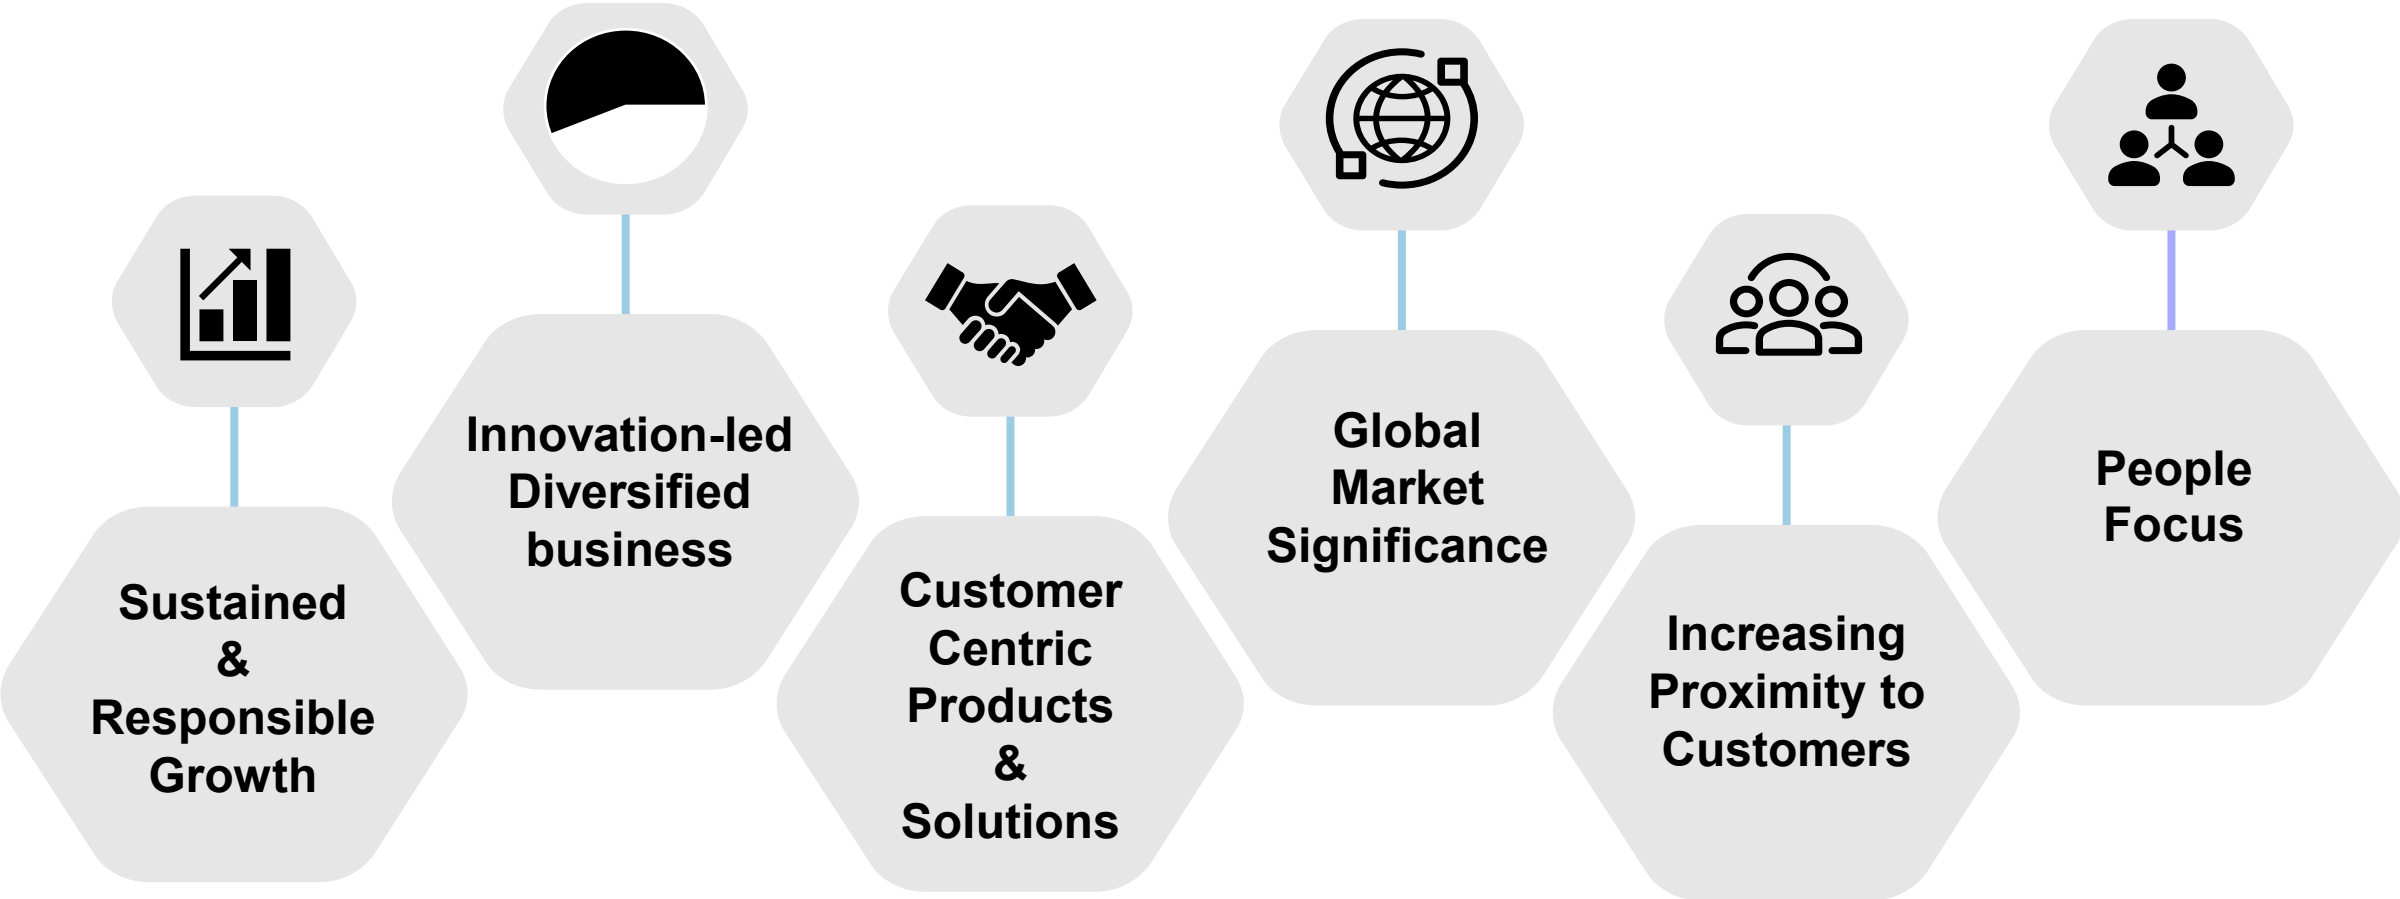 Sustained
&
Responsible
Growth
Innovation-led
Diversified
business
Customer
Centric
Products
&
Solutions
Global
Market
Significance
Increasing
Proximity to
Customers
People
Focus